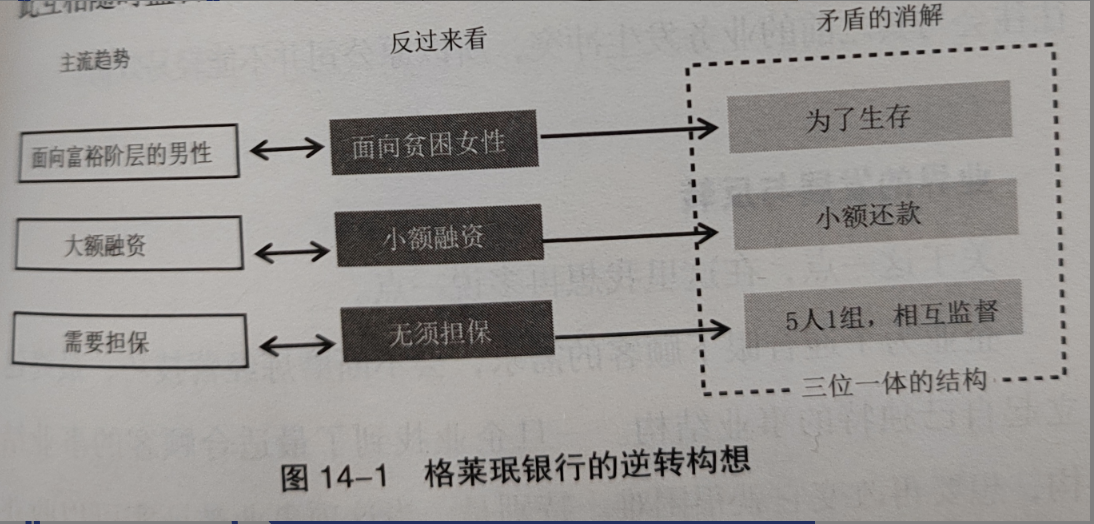 主流趋势
反过来看
矛盾的消解
面向富裕阶层的男性
面向贫困女性
为了生存
大额融资
小额融资
小额还款
需要担保
无须担保
5人1组，相互监督
三位一体的结构
图 14-1 格莱珉银行的逆转构想